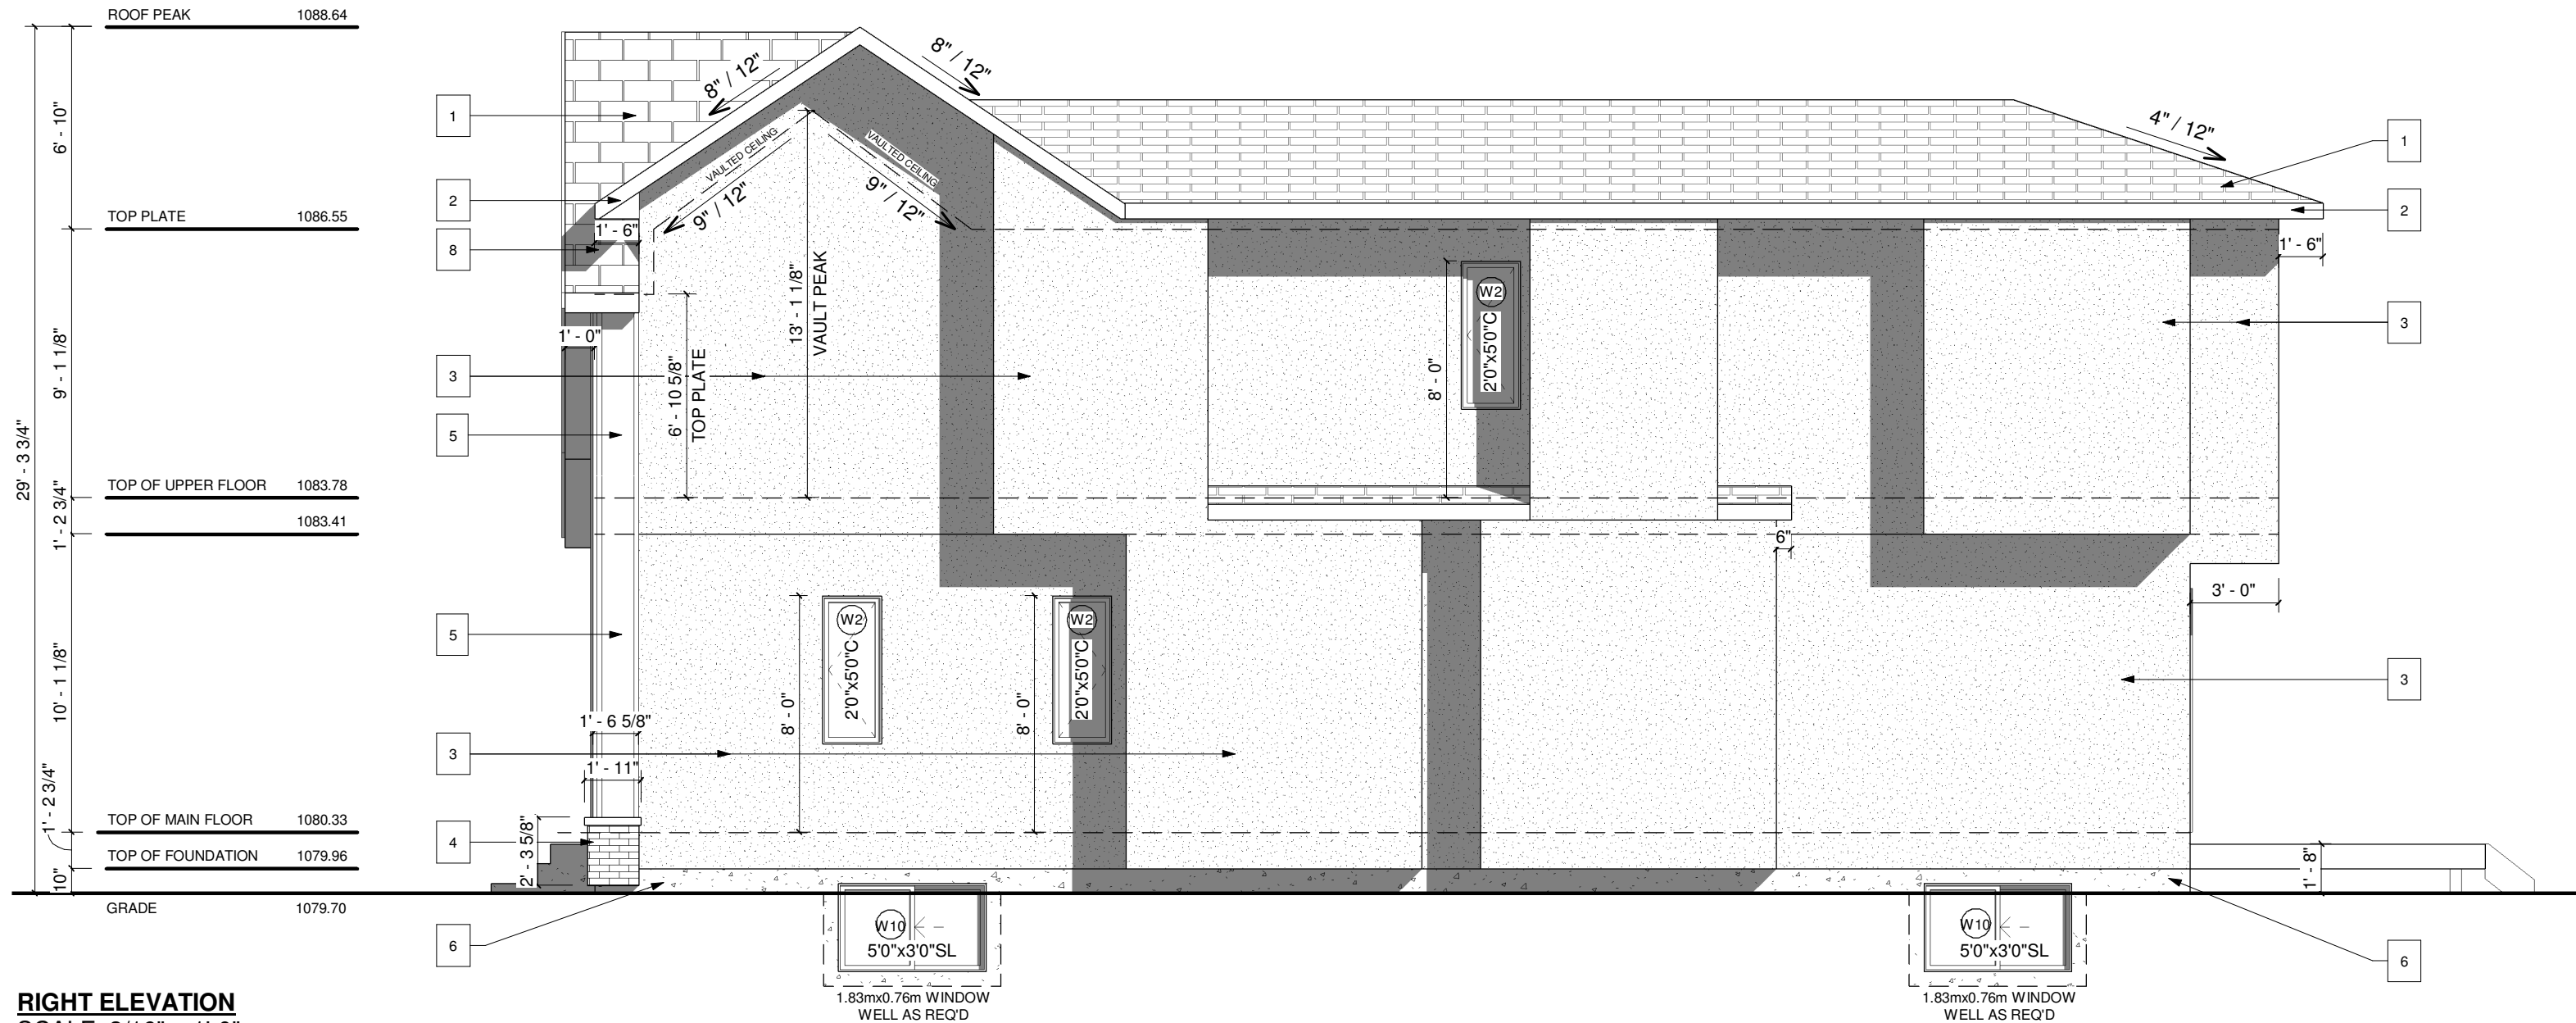 ROOF PEAK 1088.64
8" / 12"
8" / 12"
6' - 10"
1
VAULTED CEILING
VAULTED CEILING
4" / 12"
1
2
9" / 12"
9" / 12"
2
TOP PLATE 1086.55
1' - 6"
8
1' - 6"
13' - 1 1/8"
VAULT PEAK
W2
2'0"x5'0"C
8' - 0"
3
1' - 0"
9' - 1 1/8"
3
6' - 10 5/8"
TOP PLATE
5
29' - 3 3/4"
TOP OF UPPER FLOOR 1083.78
1' - 2 3/4"
1083.41
6"
3' - 0"
5
W2
2'0"x5'0"C
W2
2'0"x5'0"C
10' - 1 1/8"
8' - 0"
8' - 0"
3
1' - 6 5/8"
3
1' - 11"
1' - 2 3/4"
TOP OF MAIN FLOOR 1080.33
4
2' - 3 5/8"
TOP OF FOUNDATION 1079.96
10"
1' - 8"
GRADE 1079.70
6
W10
5'0"x3'0"SL
W10
5'0"x3'0"SL
6
1.83mx0.76m WINDOW
WELL AS REQ'D
1.83mx0.76m WINDOW
WELL AS REQ'D
RIGHT ELEVATION